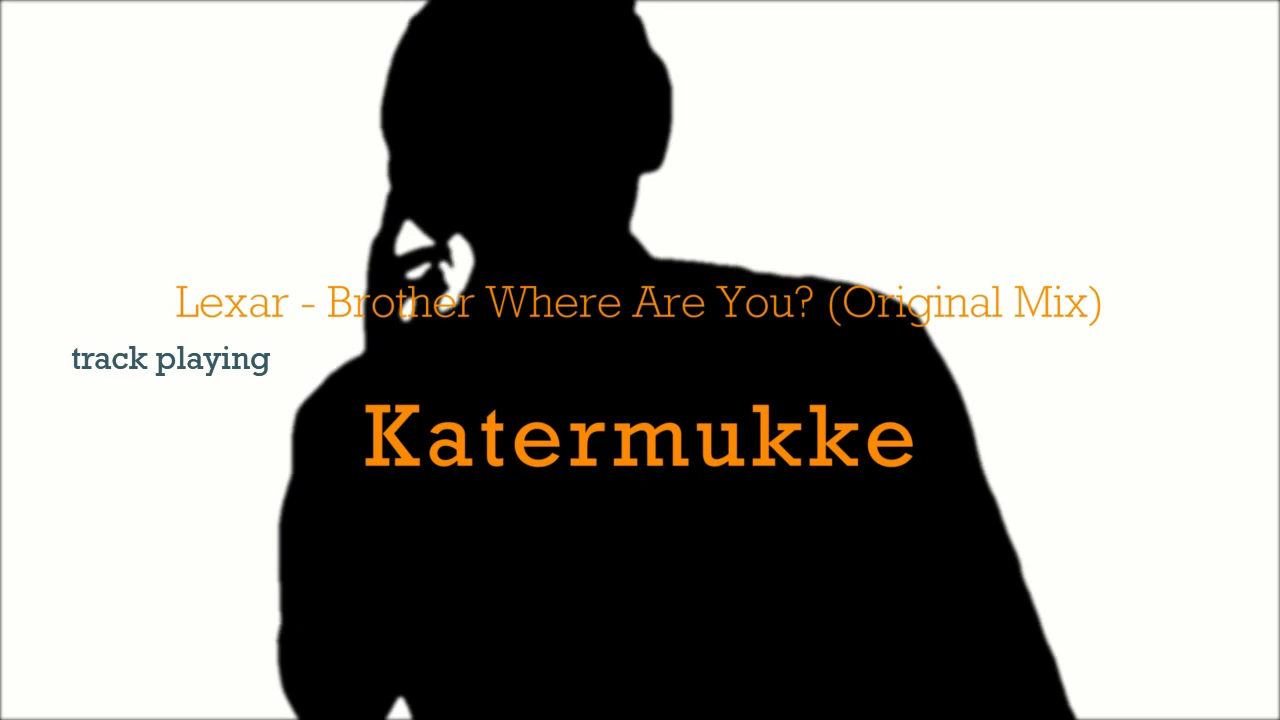 Lexar - Brother Where Are You? (Original Mix)
track playing
Katermukke